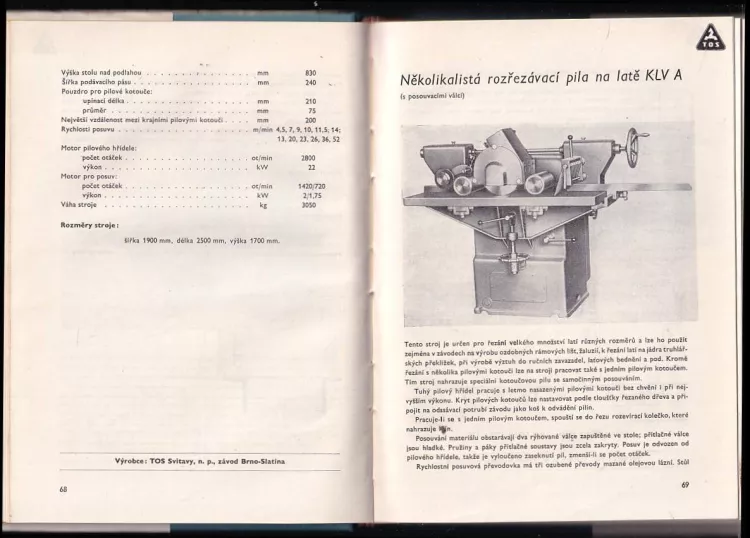 Výška stolu nad podlahou . . . . . . . . . . . . . . . . mm 830
Šířka podávacího pásu . . . . . . . . . . . . . . . . . mm 240
Pouzdro pro pilové kotouče:
upínací délka . . . . . . . . . . . . . . . . . . mm 210
průměr . . . . . . . . . . . . . . . . . . . . mm 75
Největší vzdálenost mezi krajními pilovými kotouči . . . . mm 200
Rychlosti posuvu . . . . . . . . . . . . . . . . . . m/min 4,5, 7, 9, 10, 11,5, 14;
13, 20, 23, 26, 36, 52
Motor pilového hřídele:
počet otáček . . . . . . . . . . . . . . . . . . ot/min 2800
výkon . . . . . . . . . . . . . . . . . . . . . kW 22
Motor pro posuv:
počet otáček . . . . . . . . . . . . . . . . . . ot/min 1420/720
výkon . . . . . . . . . . . . . . . . . . . . . kW 2/1,75
Váha stroje . . . . . . . . . . . . . . . . . . . . . kg 3050
Rozměry stroje:
šířka 1900 mm, délka 2500 mm, výška 1700 mm.
Výrobce: TOS Svitavy, n. p., závod Brno-Slatina
68
TOS
Několikalistá rozřezávací pila na latě KLV A
(s posouvacími válci)
Tento stroj je určen pro řezání velkého množství latí různých rozměrů a lze ho použít
zejména v závodech na výrobu ozdobných rámových lišt, žaluzií, k řezání latí na jádra truhlář-
ských překližek, při výrobě výztuh do ručních zavazadel, laťových bednění a pod. Kromě
řezání s několika pilovými kotouči lze na stroji pracovat také s jedním pilovým kotoučem.
Tím stroj nahrazuje speciální kotoučovou pilu se samočinným posouváním.
Tuhý pilový hřídel pracuje s letmo nasazenými pilovými kotouči bez chvění i při nej-
vyšším výkonu. Kryt pilových kotoučů lze nastavovat podle tloušťky řezaného dřeva a při-
pojit na odssávací potrubí závodu jako koš k odvádění pilin.
Pracuje-li se s jedním pilovým kotoučem, spouští se do řezu rozevírací kolečko, které
nahrazuje klín.
Posouvání materiálu obstarávají dva rýhované válce zapuštěné ve stole; přítlačné válce
jsou hladké. Pružiny a páky přítlačné soustavy jsou zcela zakryty. Posuv je odvozen od
pilového hřídele, takže je vyloučeno zaseknutí pil, zmenší-li se počet otáček.
Rychlostní posuvová převodovka má tři ozubené převody mazané olejovou lázní. Stůl
69